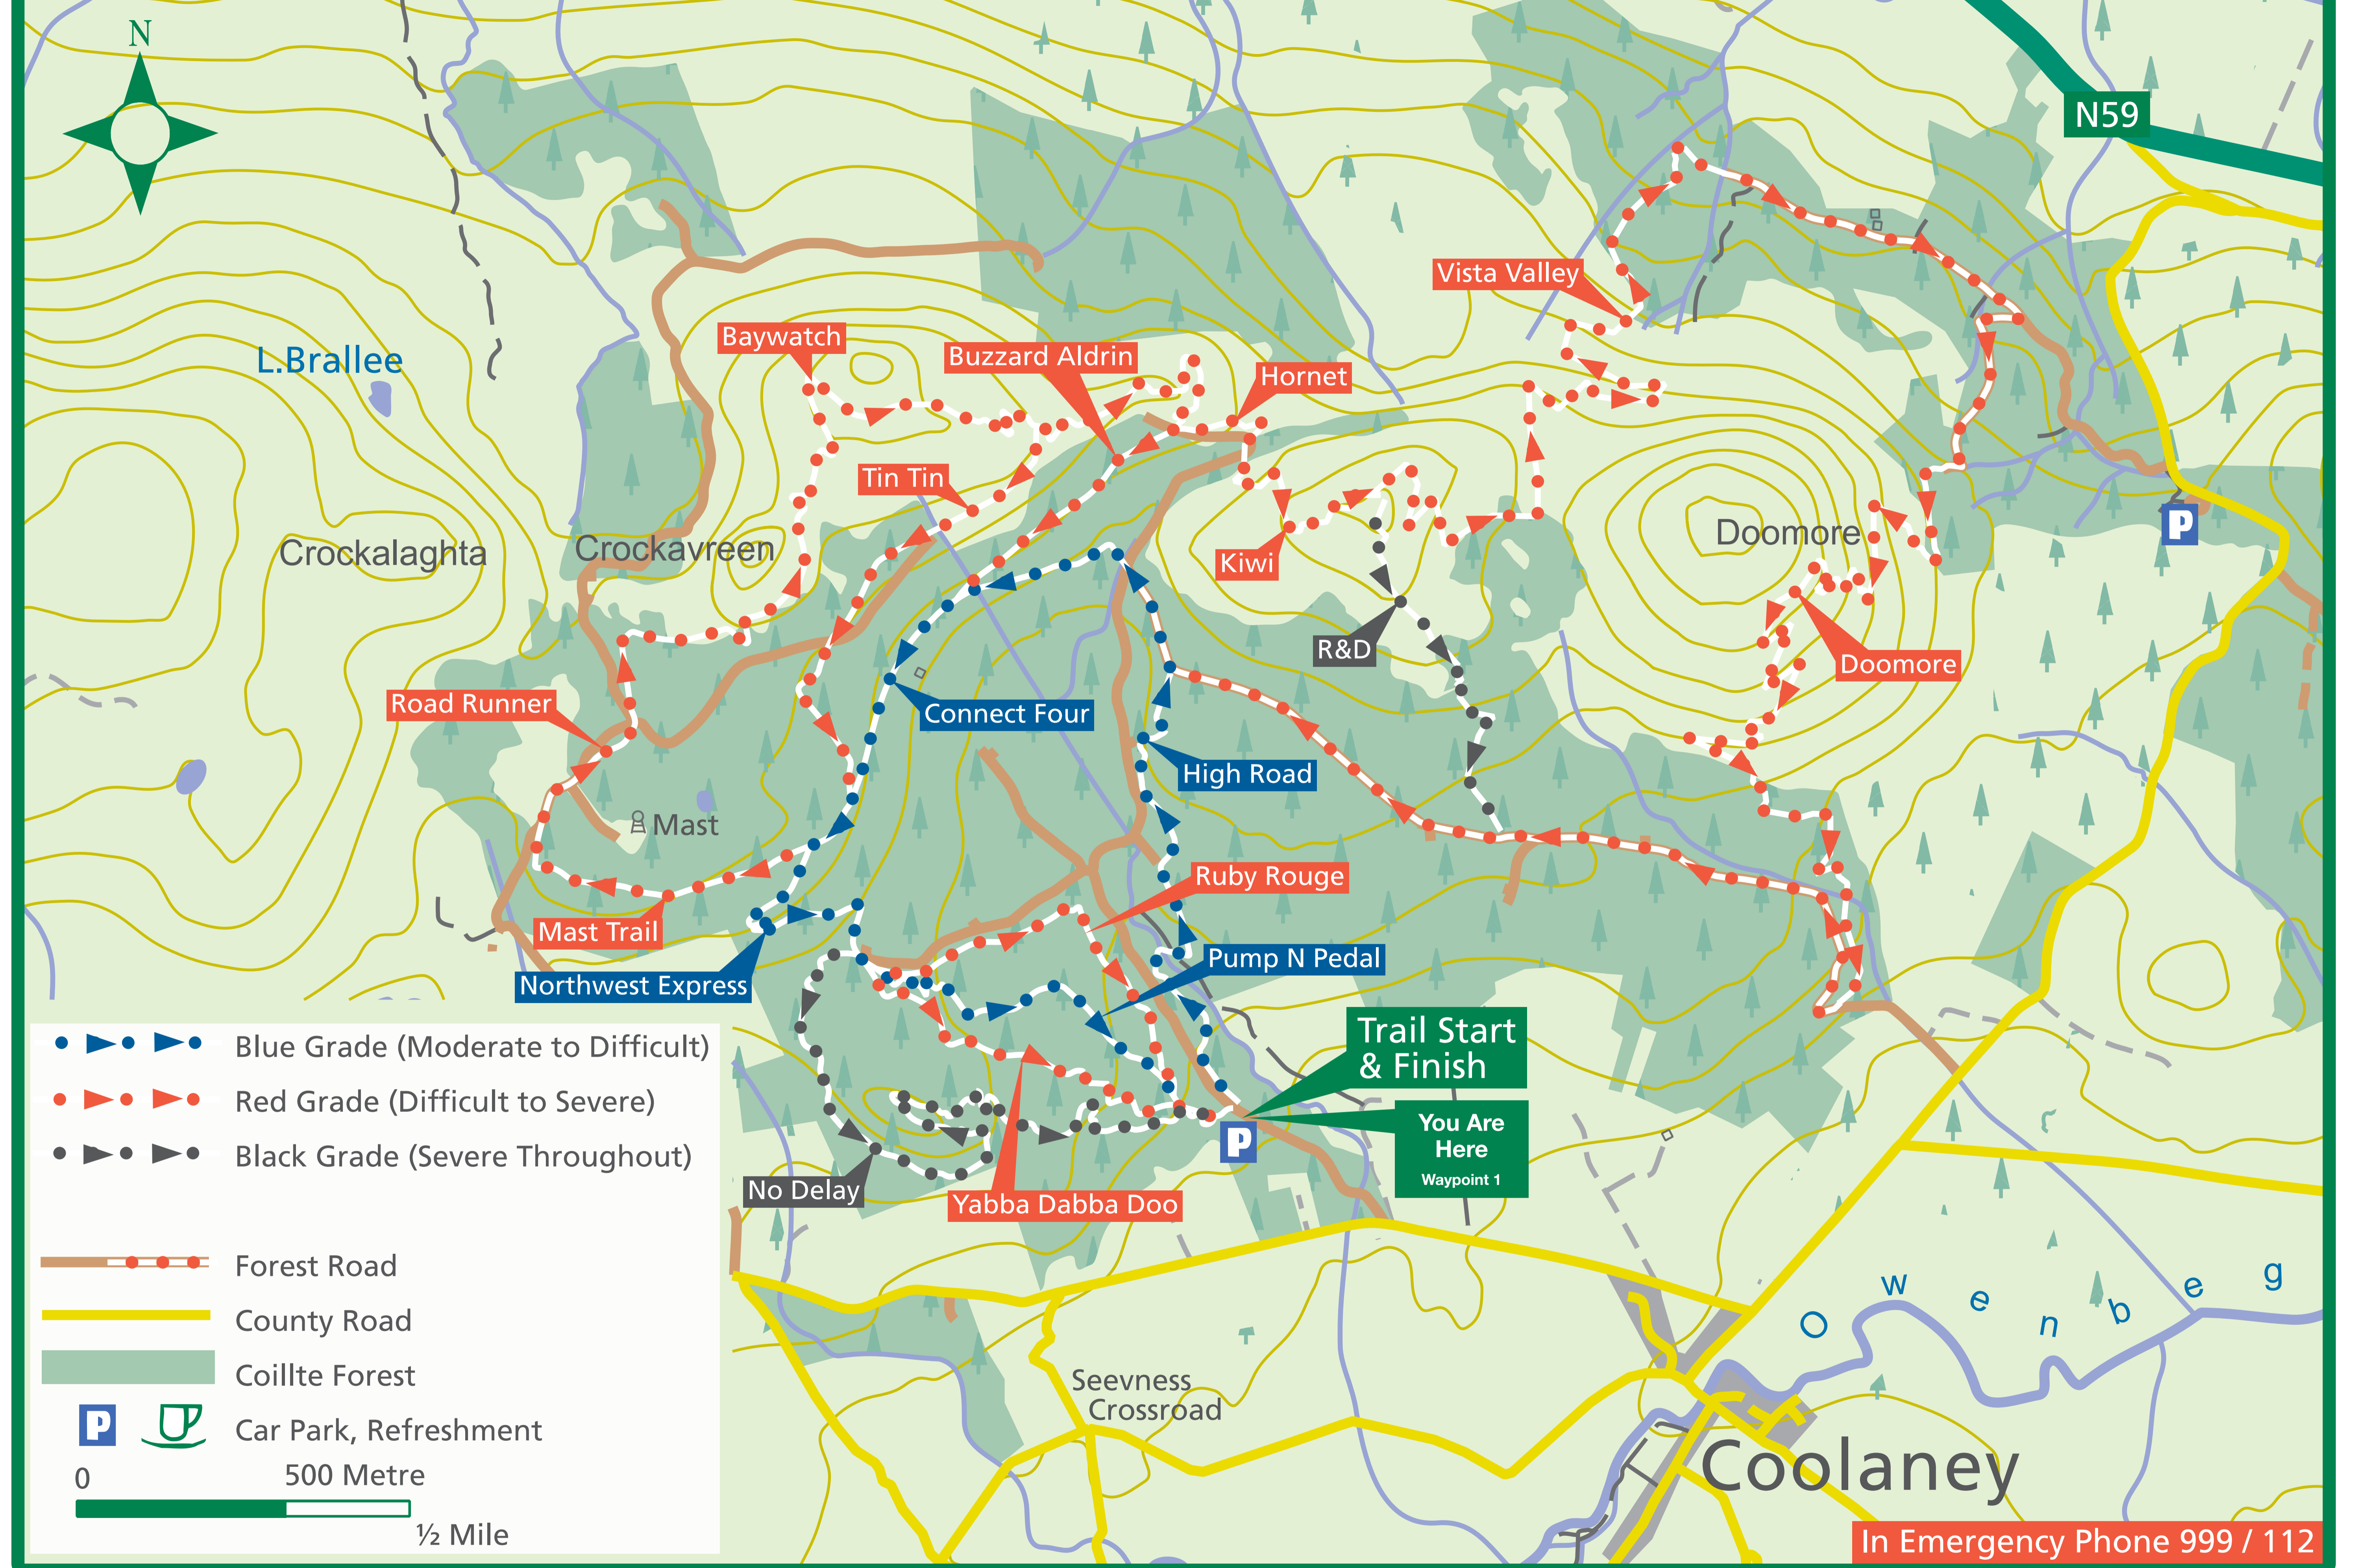 N
N59
Vista Valley
Baywatch
Buzzard Aldrin
Hornet
L.Brallee
Tin Tin
P
Doomore
Crockalaghta
Crockavreen
Kiwi
R&D
Doomore
Road Runner
Connect Four
High Road
Mast
Ruby Rouge
Mast Trail
Pump N Pedal
Northwest Express
Trail Start
& Finish
You Are
Here
Waypoint 1
P
No Delay
Yabba Dabba Doo
Blue Grade (Moderate to Difficult)
Red Grade (Difficult to Severe)
Black Grade (Severe Throughout)
Forest Road
County Road
Coillte Forest
P
Car Park, Refreshment
0 500 Metre
½ Mile
Owenbeg
Seevness
Crossroad
Coolaney
In Emergency Phone 999 / 112